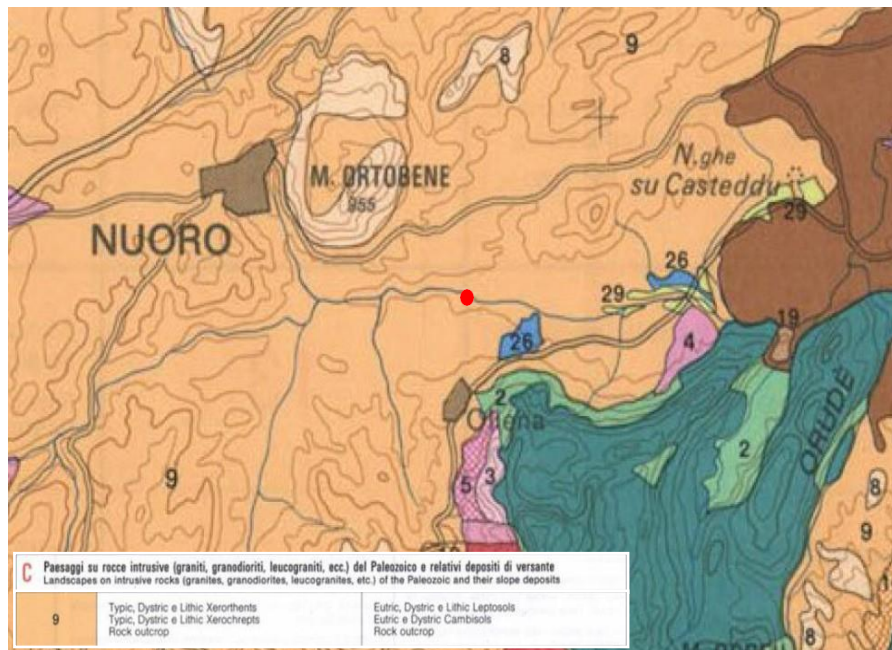 8
9
N.ghe
su Casteddu
M. ORTOBENE
955
29
NUORO
26
29
19
26
4
2
Oliena
2
ORUDÈ
9
5
3
8
9
C Paesaggi su rocce intrusive (graniti, granodioriti, leucograniti, ecc.) del Paleozoico e relativi depositi di versante
Landscapes on intrusive rocks (granites, granodiorites, leucogranites, etc.) of the Paleozoic and their slope deposits
9
Typic, Dystric e Lithic Xerorthents
Typic, Dystric e Lithic Xerochrepts
Rock outcrop
Eutric, Dystric e Lithic Leptosols
Eutric e Dystric Cambisols
Rock outcrop
8